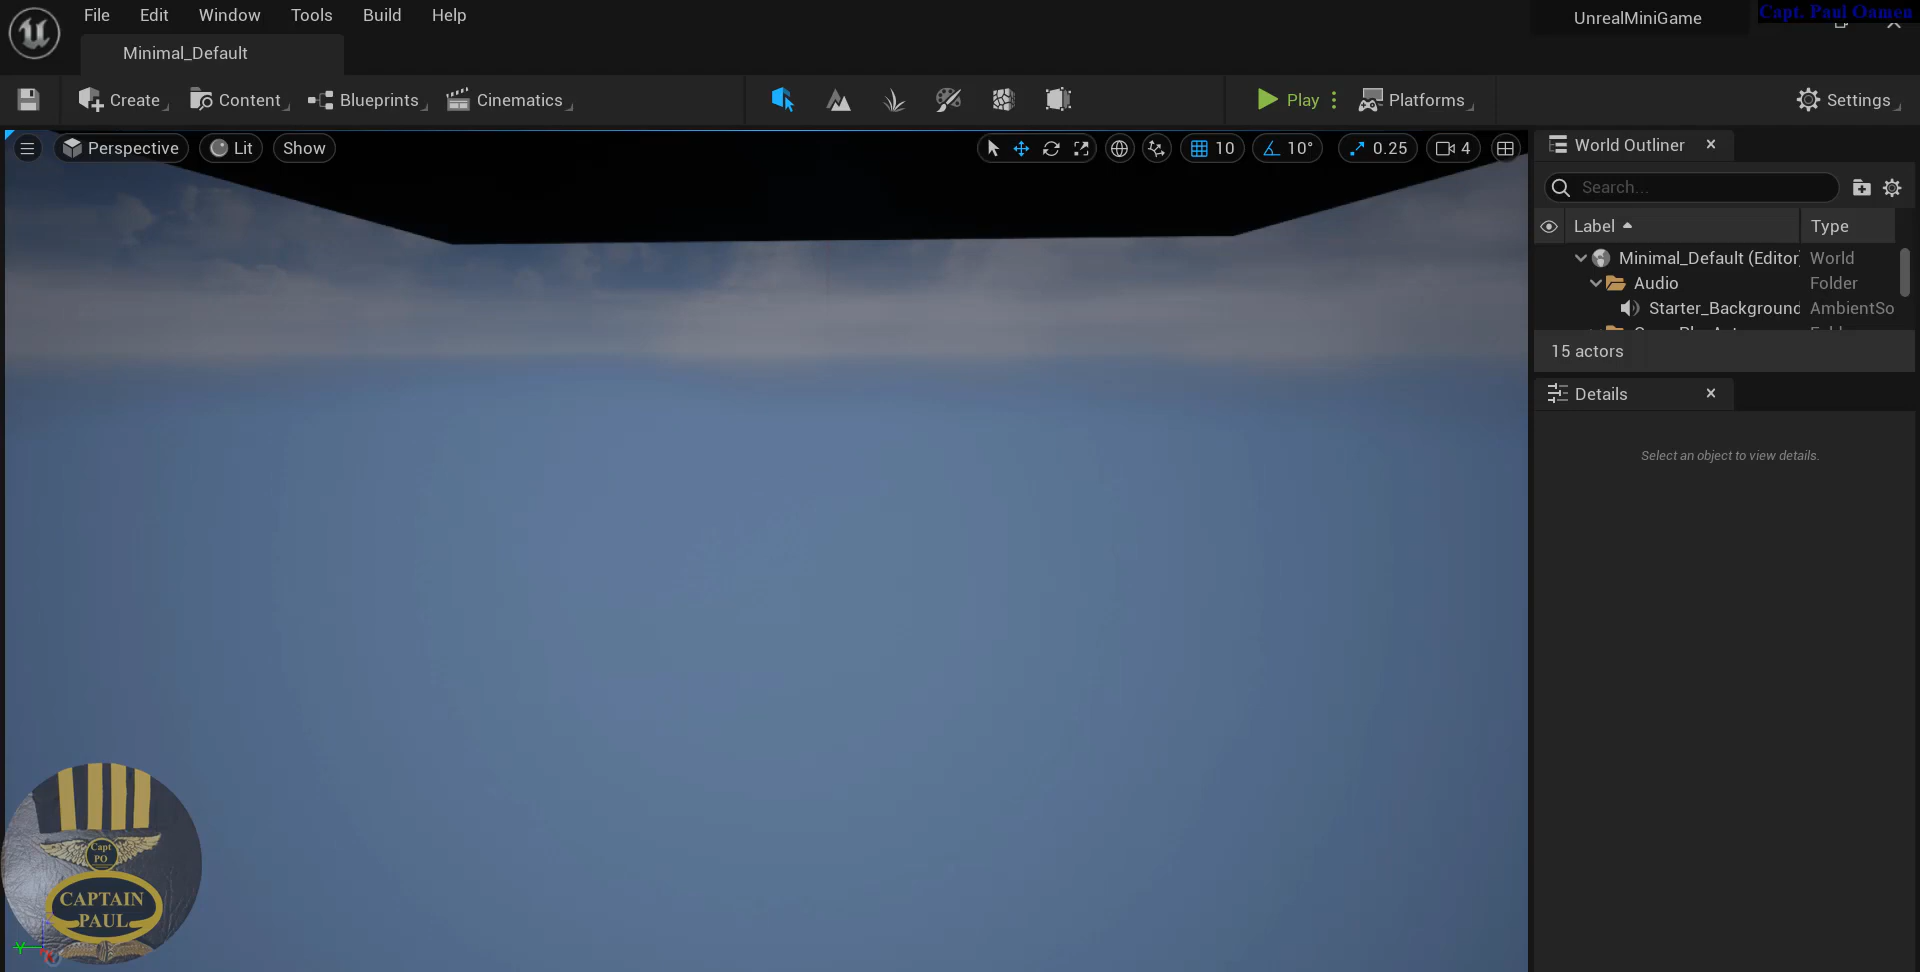 File Edit Window Tools Build Help
UnrealMiniGame
Capt. Paul Oamen
Minimal_Default
Create Content Blueprints Cinematics Play Platforms Settings
Perspective Lit Show 10 10° 0.25 4
World Outliner
Search...
Label Type
Minimal_Default (Editor World
Audio Folder
Starter_Background AmbientSo
15 actors
Details
Select an object to view details.
Capt
PO
CAPTAIN
PAUL
Y